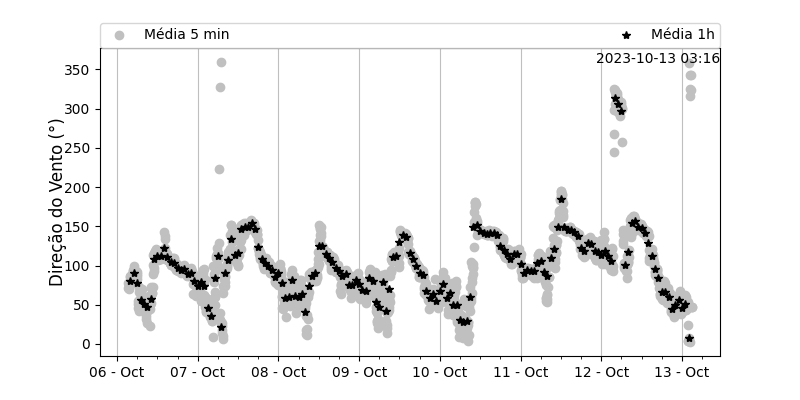 Média 5 min
Média 1h
2023-10-13 03:16
Direção do Vento (°)
350
300
250
200
150
100
50
0
06 - Oct
07 - Oct
08 - Oct
09 - Oct
10 - Oct
11 - Oct
12 - Oct
13 - Oct